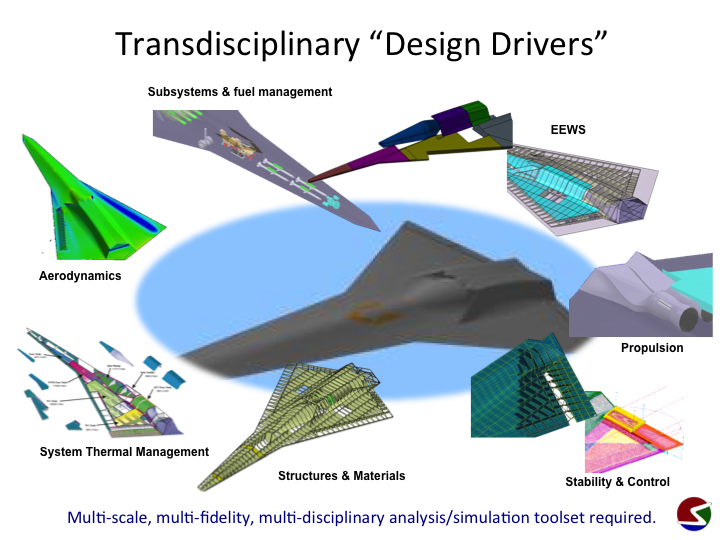 Transdisciplinary “Design Drivers”
Subsystems & fuel management
EEWS
Aerodynamics
Propulsion
System Thermal Management
Structures & Materials
Stability & Control
Multi-scale, multi-fidelity, multi-disciplinary analysis/simulation toolset required.